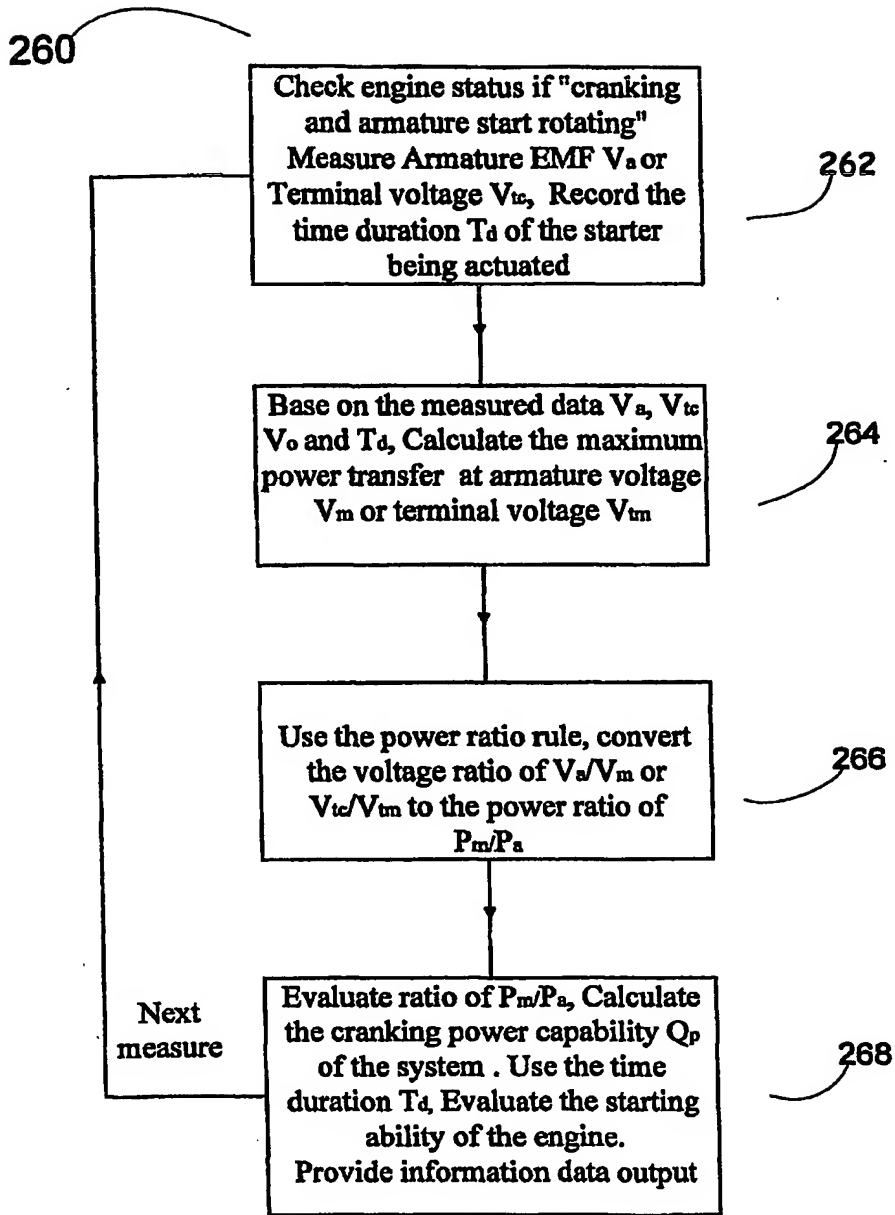 260
Check engine status if "cranking
and armature start rotating"
Measure Armature EMF Va or
Terminal voltage Vtc, Record the
time duration Td of the starter
being actuated
262
Base on the measured data Va, Vtc
Vo and Td, Calculate the maximum
power transfer at armature voltage
Vm or terminal voltage Vtm
264
Use the power ratio rule, convert
the voltage ratio of Va/Vm or
Vtc/Vtm to the power ratio of
Pm/Pa
266
Next
measure
Evaluate ratio of Pm/Pa, Calculate
the cranking power capability Qp
of the system . Use the time
duration Td, Evaluate the starting
ability of the engine.
Provide information data output
268